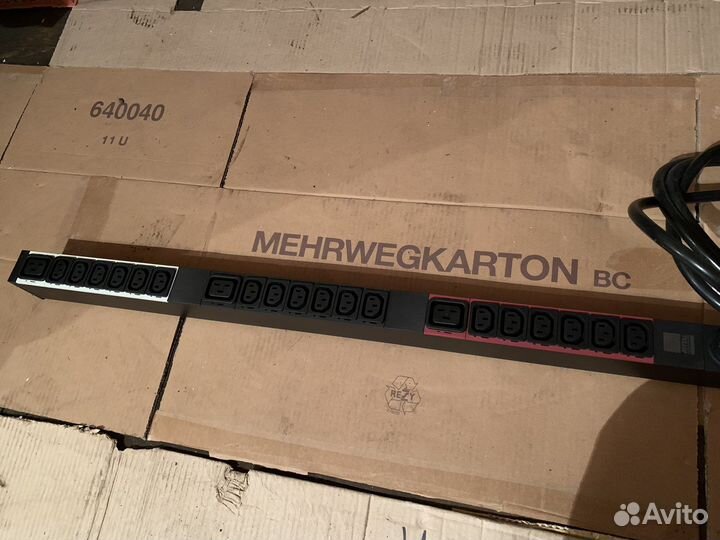 640040
11 U
MEHRWEGKARTON BC
REZY
Avito